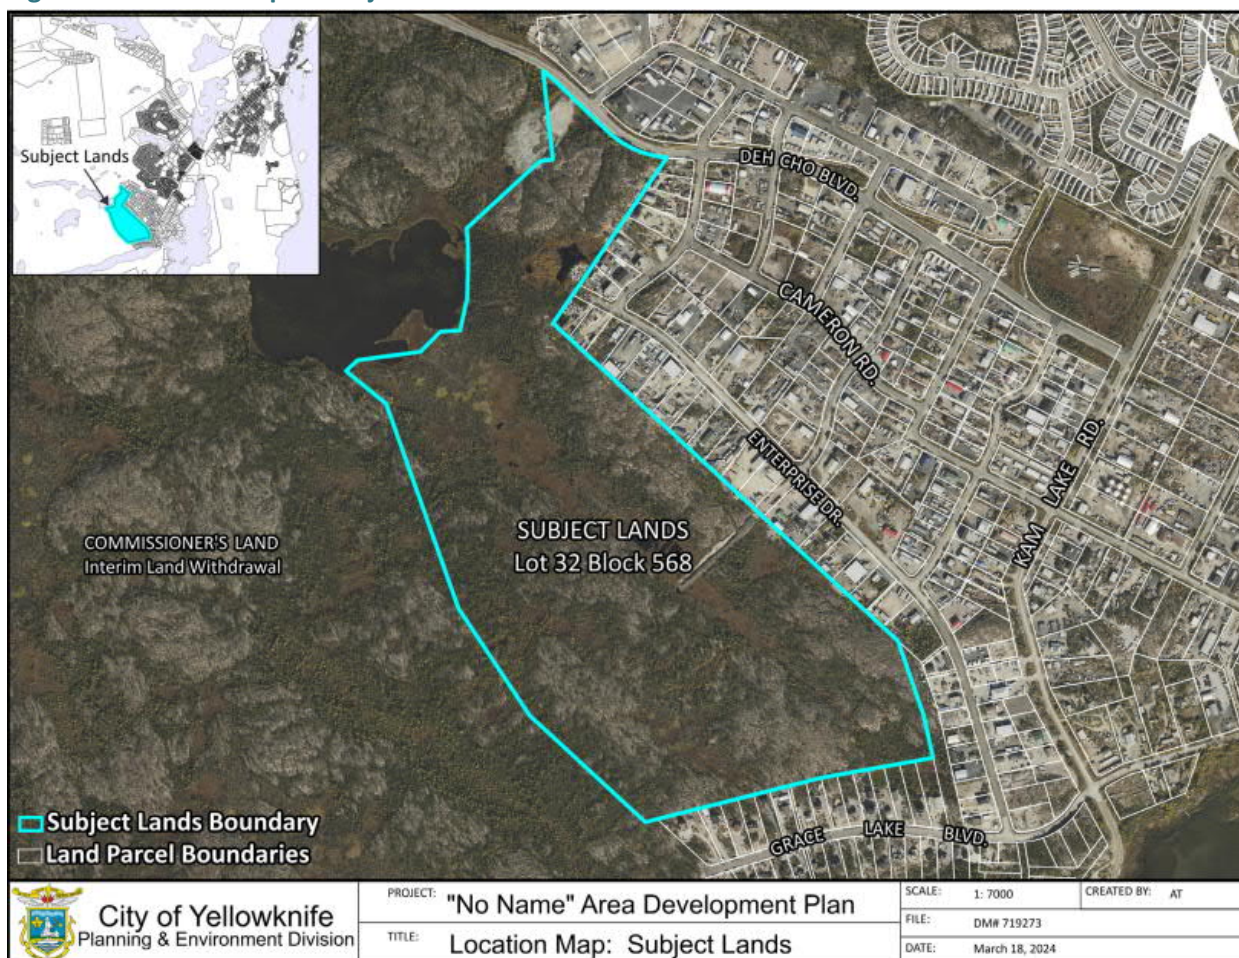 Subject Lands
DEH CHO BLVD.
CAMERON RD.
ENTERPRISE DR.
KAM LAKE RD.
SUBJECT LANDS
Lot 32 Block 568
COMMISSIONER'S LAND
Interim Land Withdrawal
GRACE LAKE BLVD.
Subject Lands Boundary
Land Parcel Boundaries
City of Yellowknife
Planning & Environment Division
PROJECT: "No Name" Area Development Plan
TITLE: Location Map: Subject Lands
SCALE: 1: 7000
CREATED BY: AT
FILE: DM# 719273
DATE: March 18, 2024